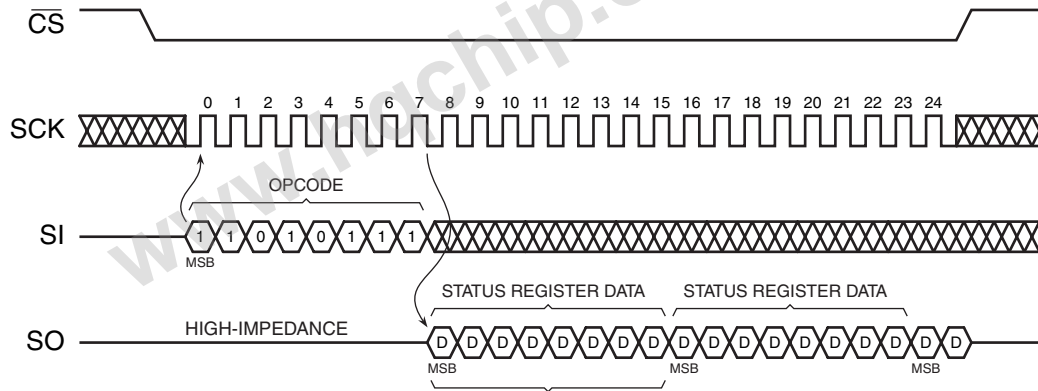 CS
0 1 2 3 4 5 6 7 8 9 10 11 12 13 14 15 16 17 18 19 20 21 22 23 24
SCK
OPCODE
SI 1 1 0 1 0 1 1 1
MSB
STATUS REGISTER DATA STATUS REGISTER DATA
HIGH-IMPEDANCE
SO D D D D D D D D D D D D D D D D D D
MSB MSB MSB
www.hqchip.c